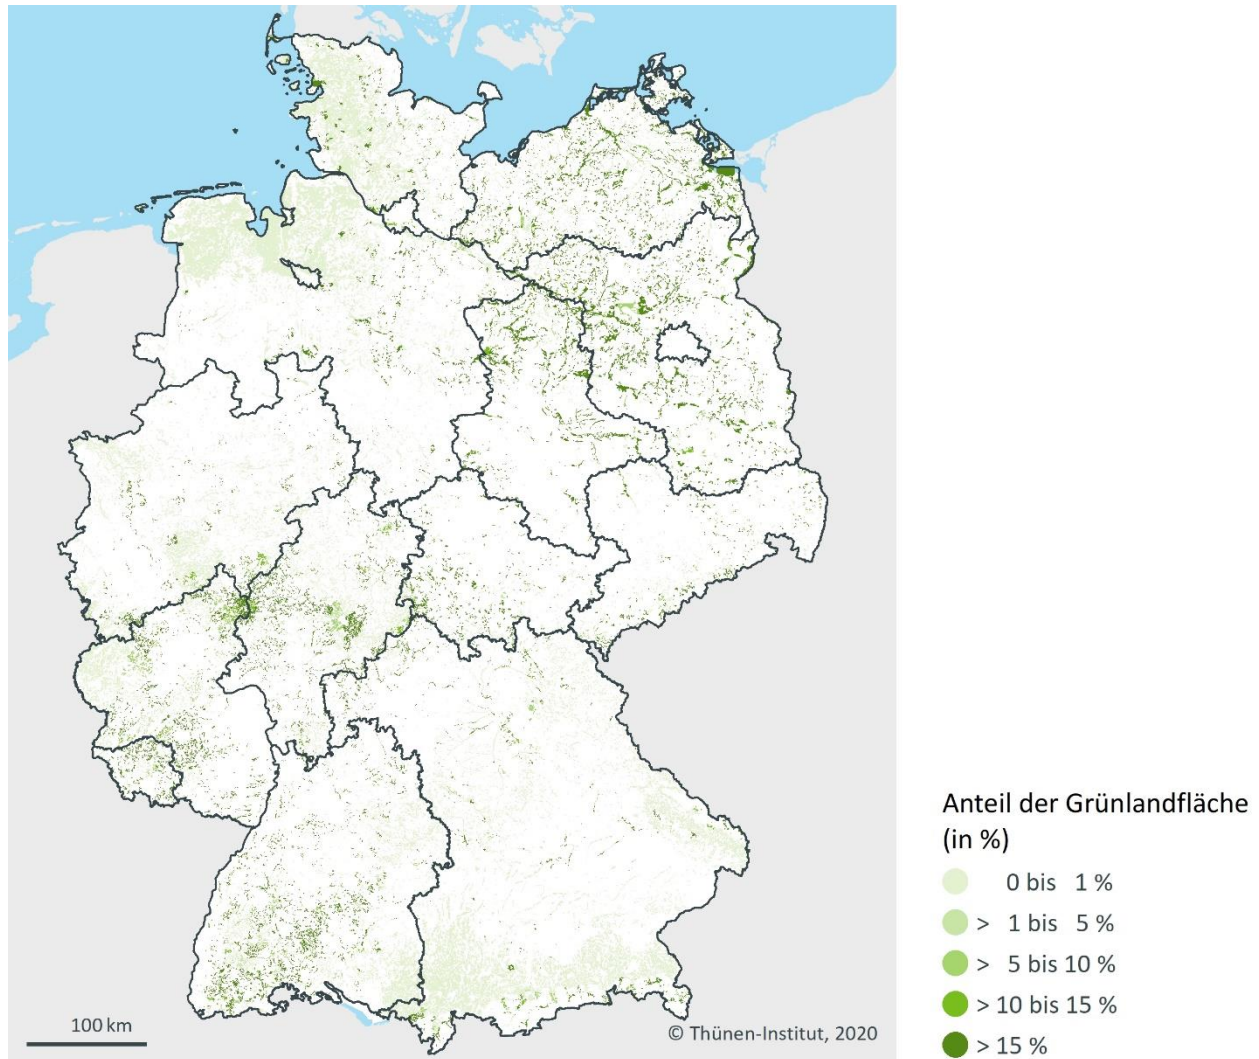 Anteil der Grünlandfläche
(in %)
0 bis 1 %
> 1 bis 5 %
> 5 bis 10 %
> 10 bis 15 %
> 15 %
100 km
© Thünen-Institut, 2020